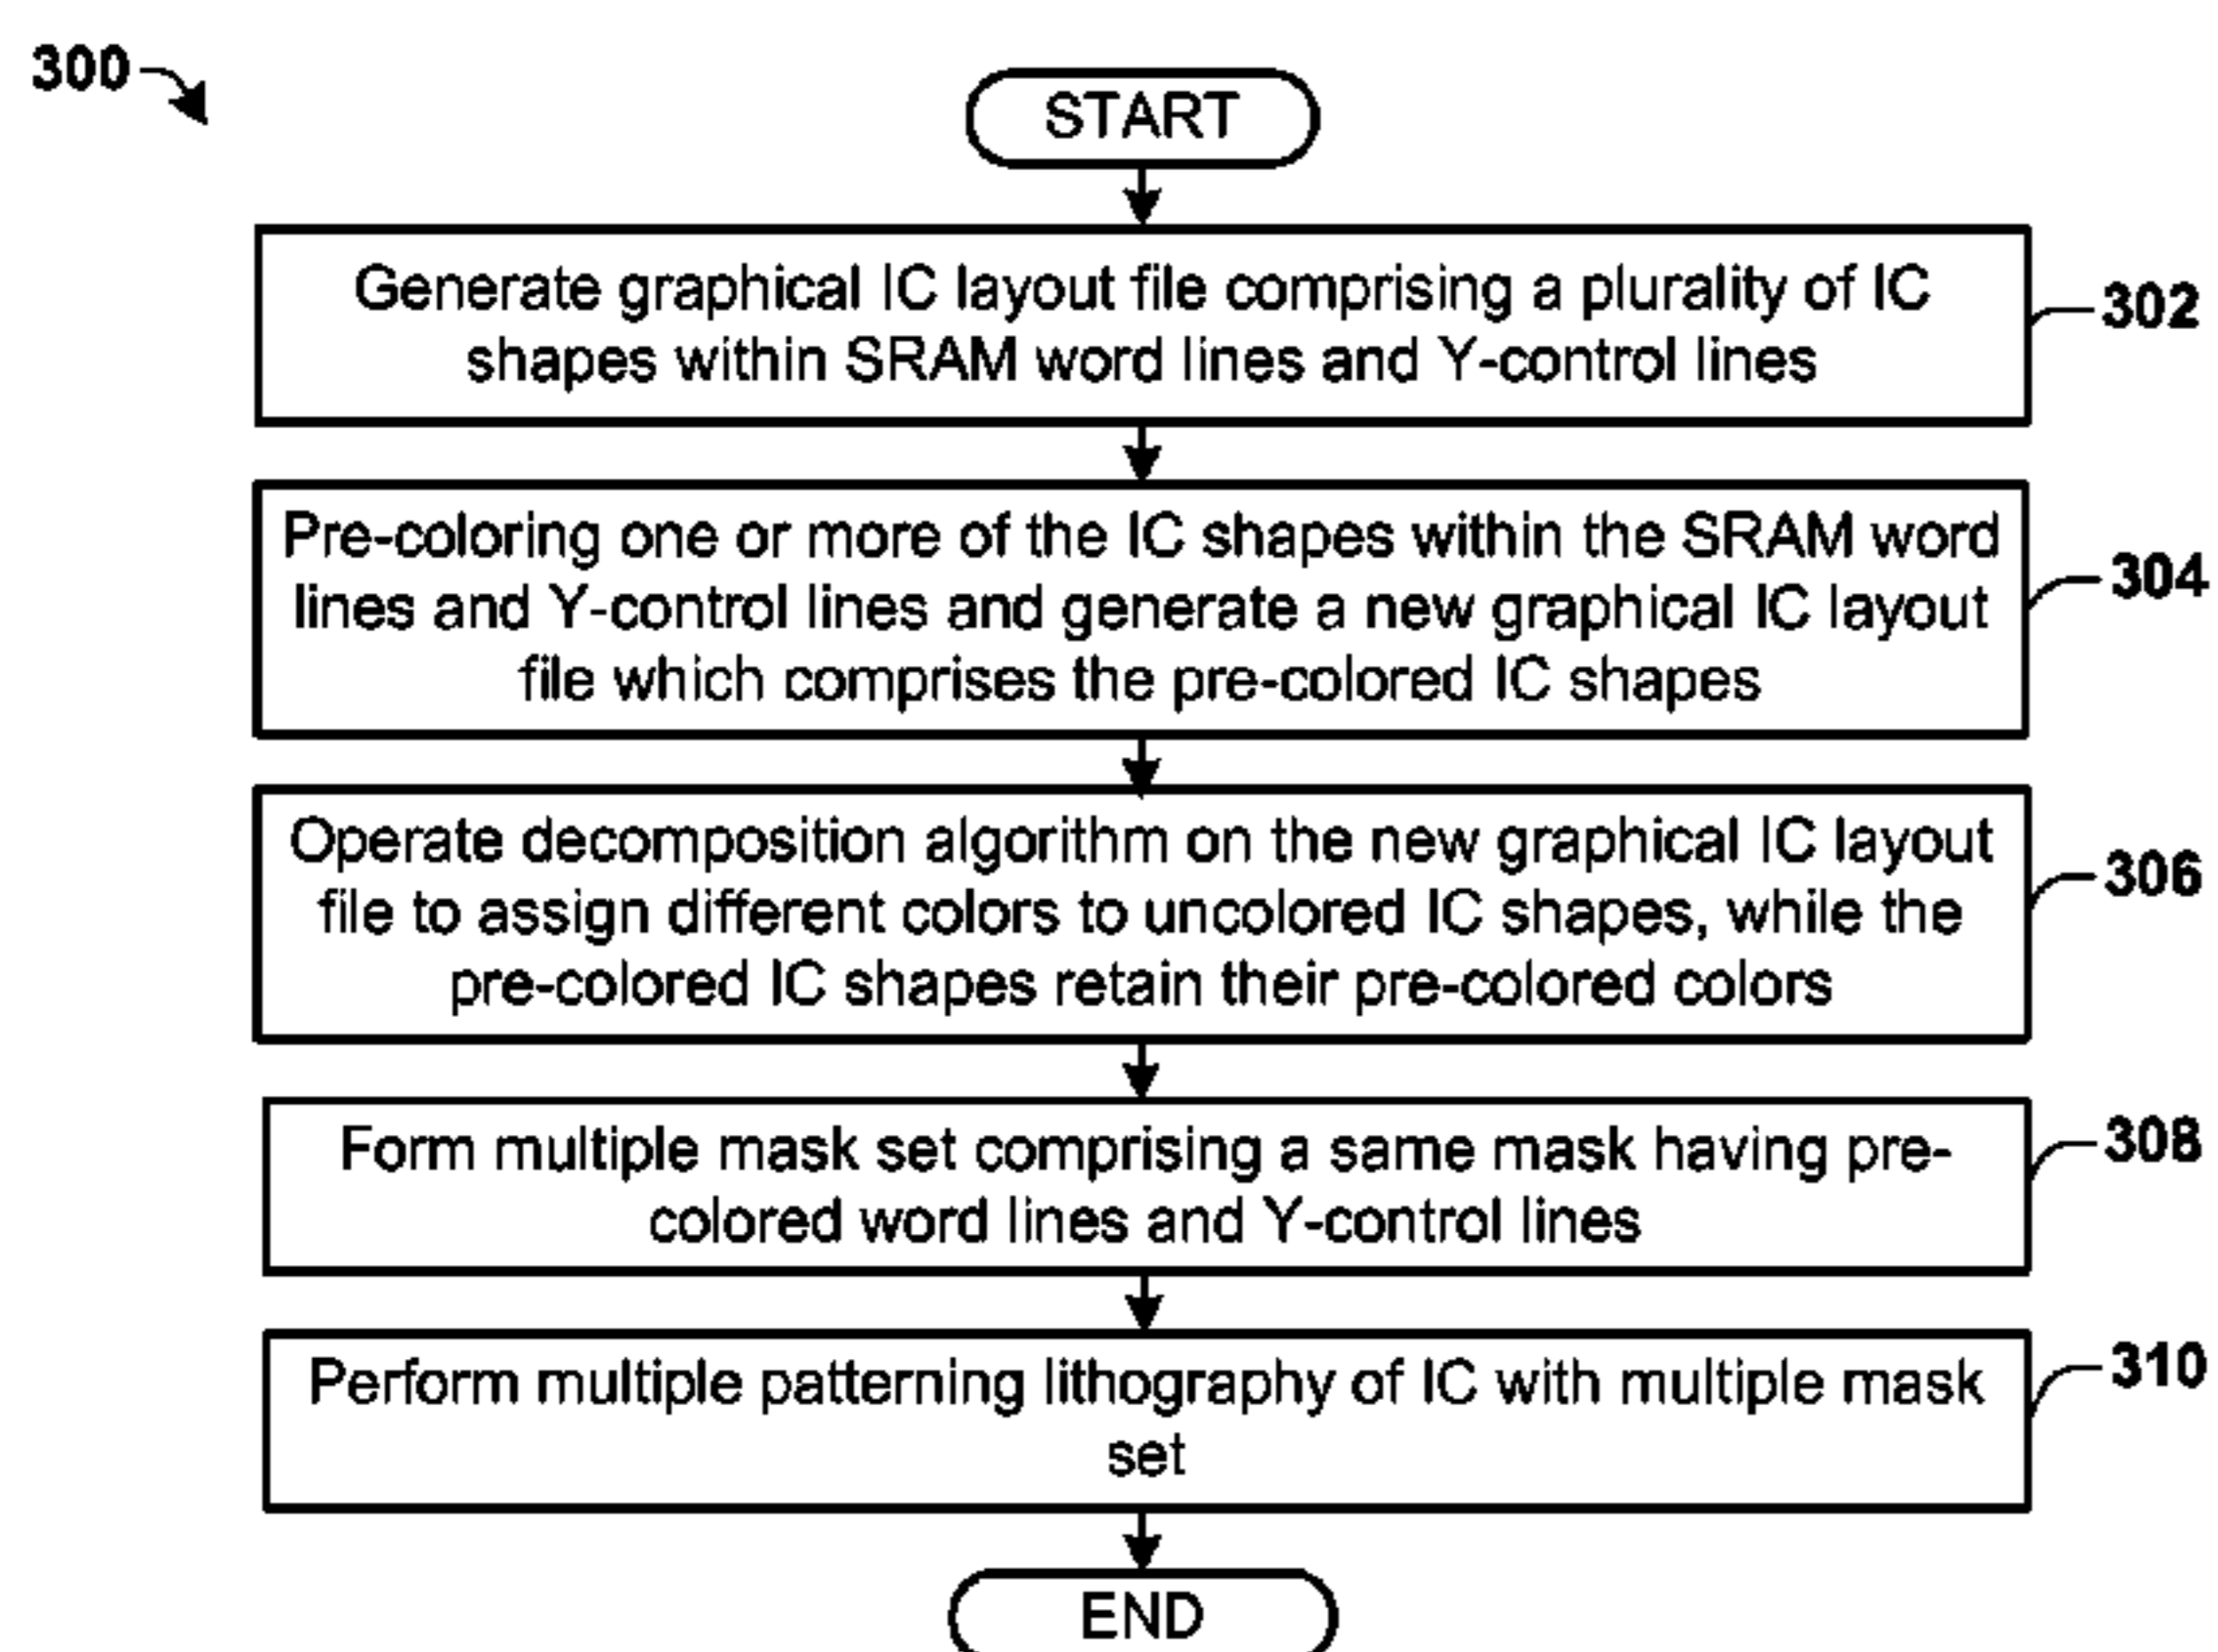 300
START
Generate graphical IC layout file comprising a plurality of IC
shapes within SRAM word lines and Y-control lines
302
Pre-coloring one or more of the IC shapes within the SRAM word
lines and Y-control lines and generate a new graphical IC layout
file which comprises the pre-colored IC shapes
304
Operate decomposition algorithm on the new graphical IC layout
file to assign different colors to uncolored IC shapes, while the
pre-colored IC shapes retain their pre-colored colors
306
Form multiple mask set comprising a same mask having pre-
colored word lines and Y-control lines
308
Perform multiple patterning lithography of IC with multiple mask
set
310
END